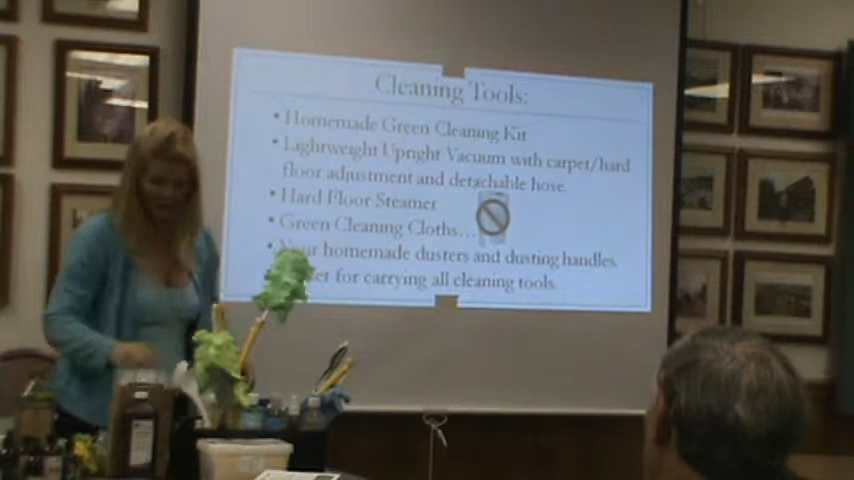 Cleaning Tools:
• Homemade Green Cleaning Kit
• Lightweight Upright Vacuum with carpet/hard
floor adjustment and detachable hose.
• Hard Floor Steamer
• Green Cleaning Cloths…
• Your homemade dusters and dusting handles.
for carrying all cleaning tools.